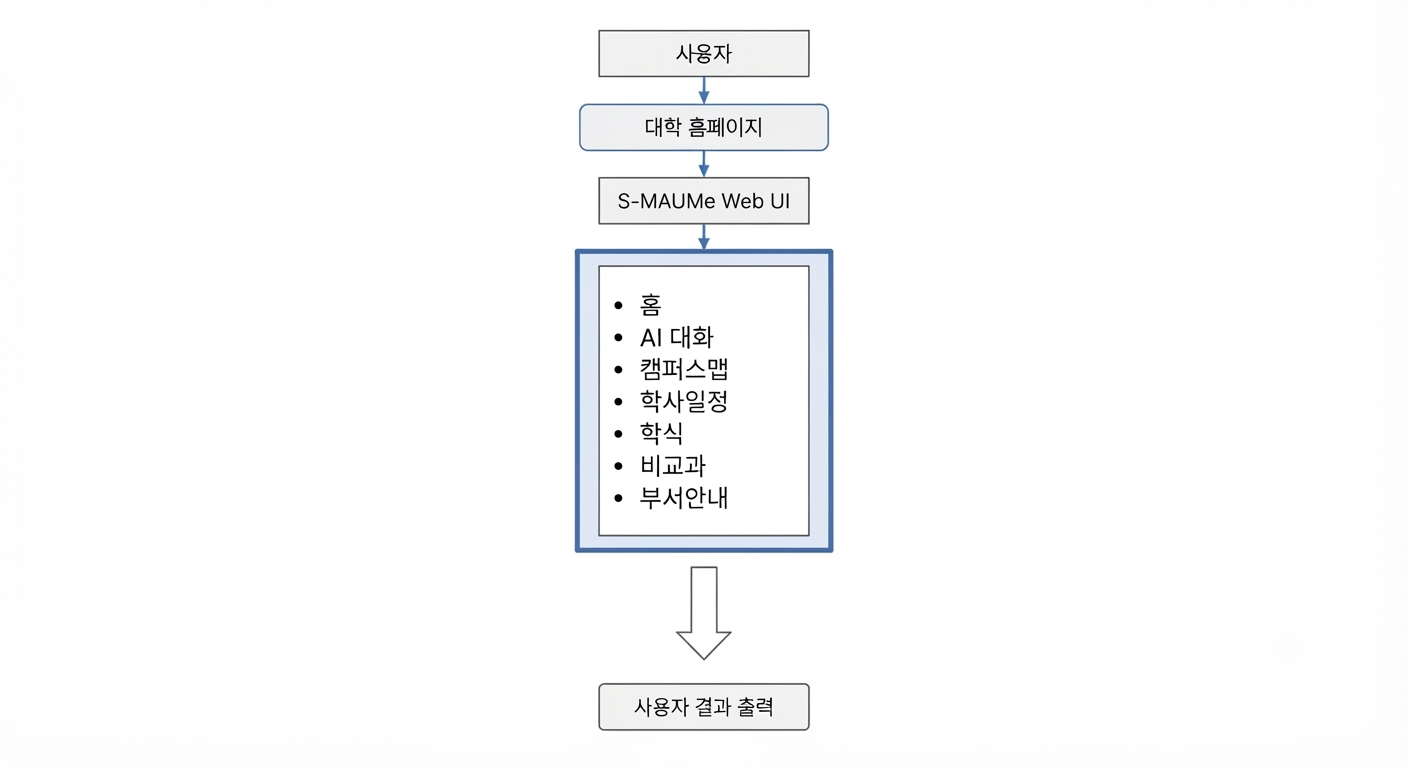 사용자
대학 홈페이지
S-MAUMe Web UI
• 홈
• AI 대화
• 캠퍼스맵
• 학사일정
• 학식
• 비교과
• 부서안내
사용자 결과 출력